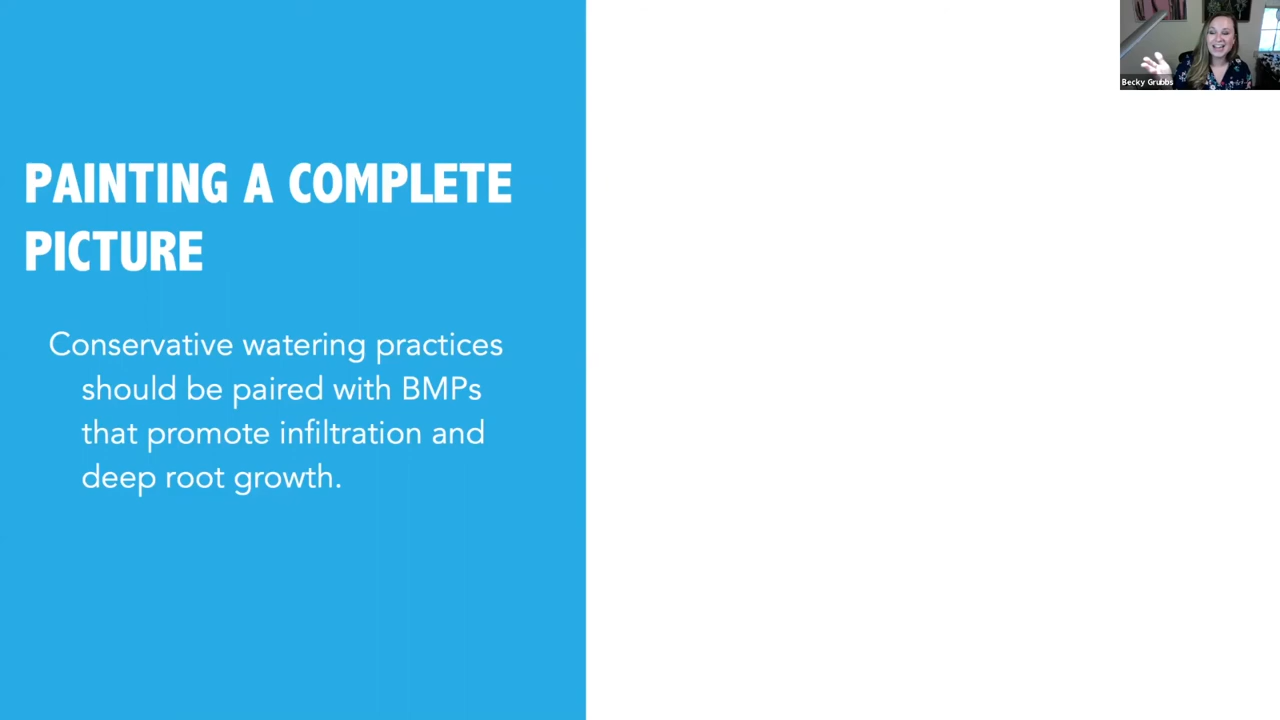 PAINTING A COMPLETE
PICTURE
Conservative watering practices
should be paired with BMPs
that promote infiltration and
deep root growth.
Becky Grubbs